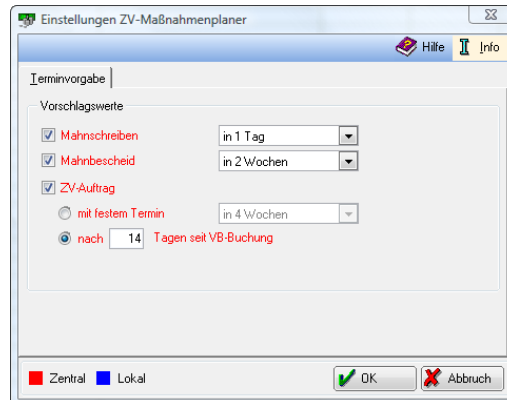 Einstellungen ZV-Maßnahmenplaner
Hilfe Info
Terminvorgabe
Vorschlagswerte
Mahnschreiben in 1 Tag
Mahnbescheid in 2 Wochen
ZV-Auftrag
mit festem Termin in 4 Wochen
nach 14 Tagen seit VB-Buchung
Zentral Lokal OK Abbruch